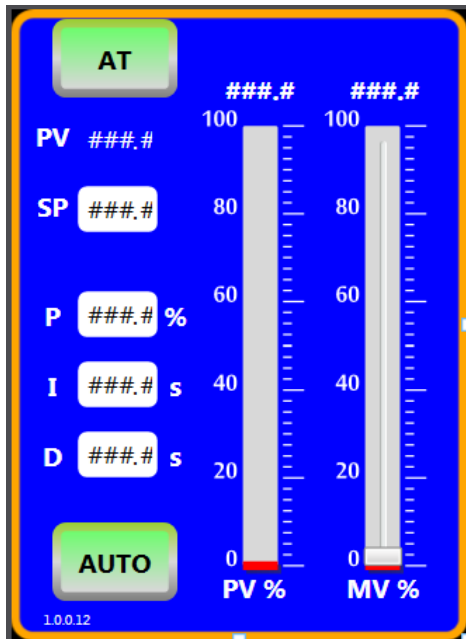 AT
###.# ###.#
PV ###.#
SP ###.#
P ###.# %
I ###.# s
D ###.# s
AUTO
100
80
60
40
20
0
PV %
100
80
60
40
20
0
MV %
1.0.0.12